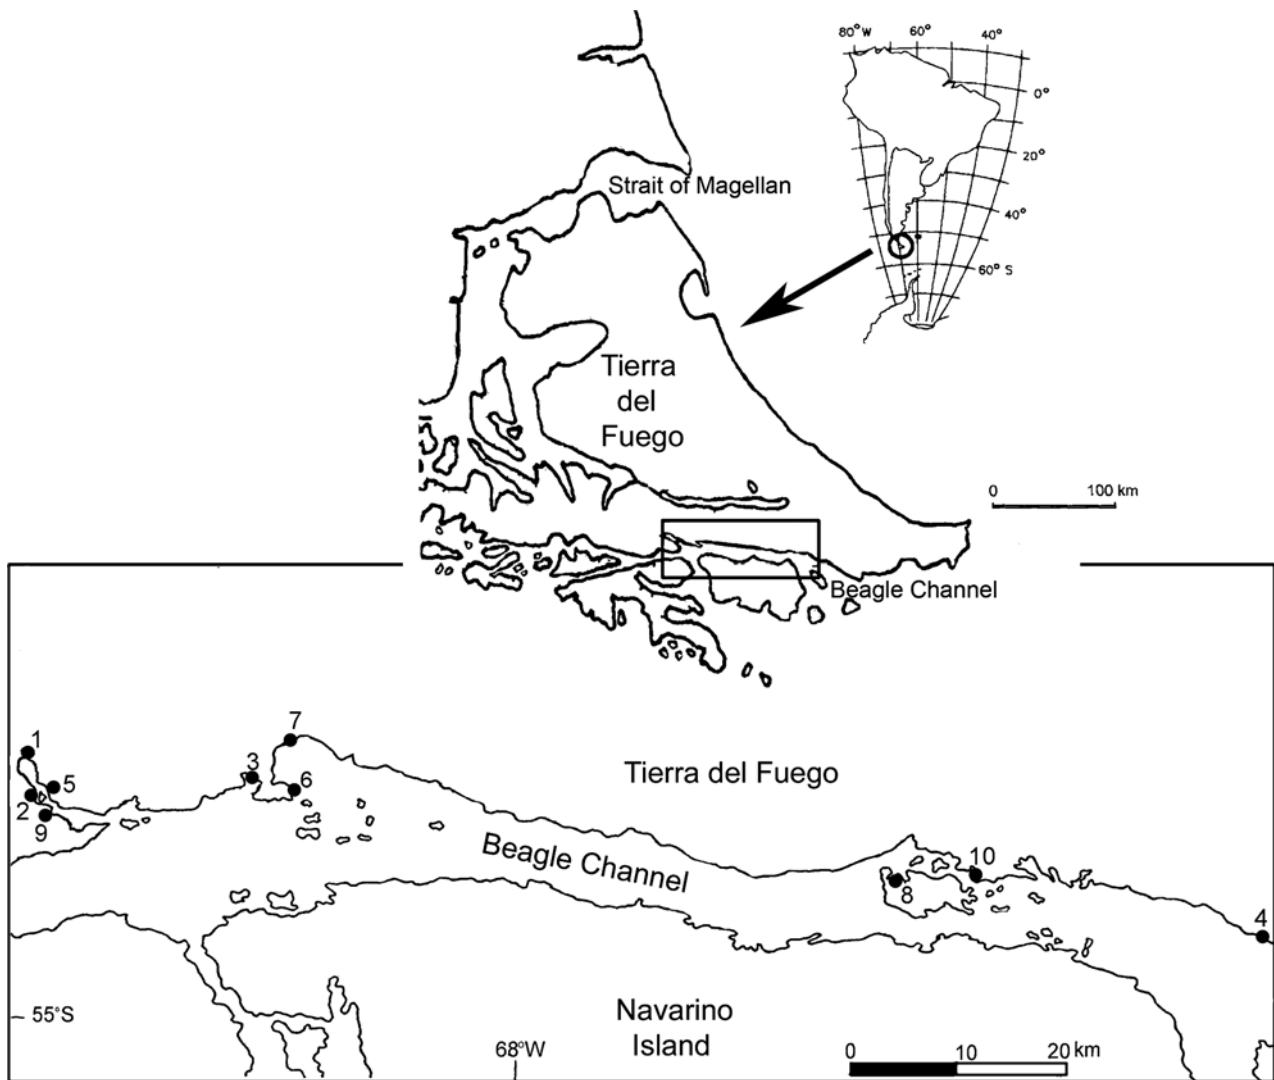 80°W 60° 40°
0°
20°
40°
60° S
Strait of Magellan
Tierra
del
Fuego
0 100 km
Beagle Channel
7
1
3
5
6
2
9
Tierra del Fuego
Beagle Channel
10
8
4
55°S
Navarino
Island
68°W
0 10 20 km